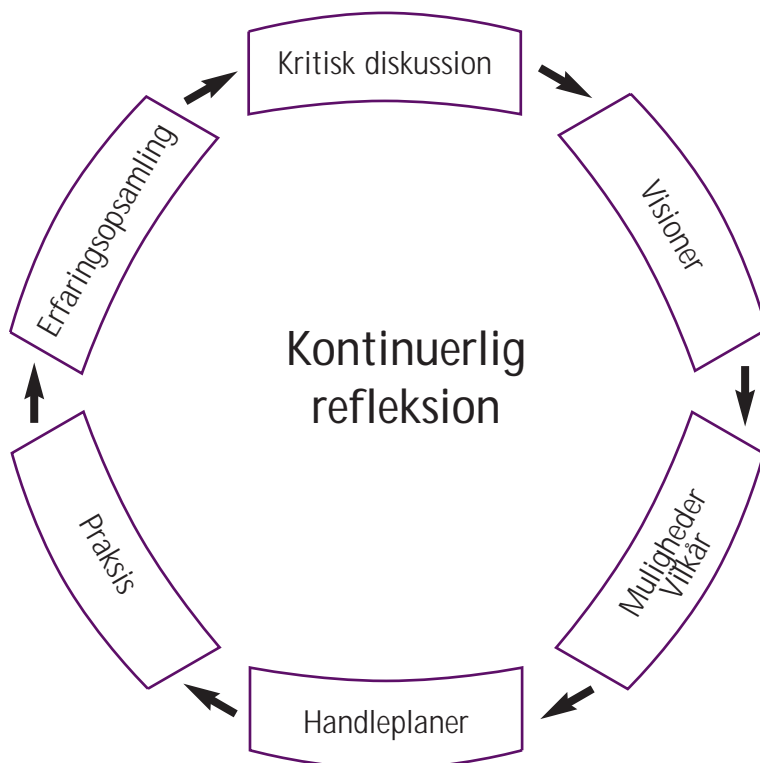 Kritisk diskussion
Visioner
Muligheder
Vilkår
Handleplaner
Praksis
Erfaringsopsamling
Kontinuerlig
refleksion